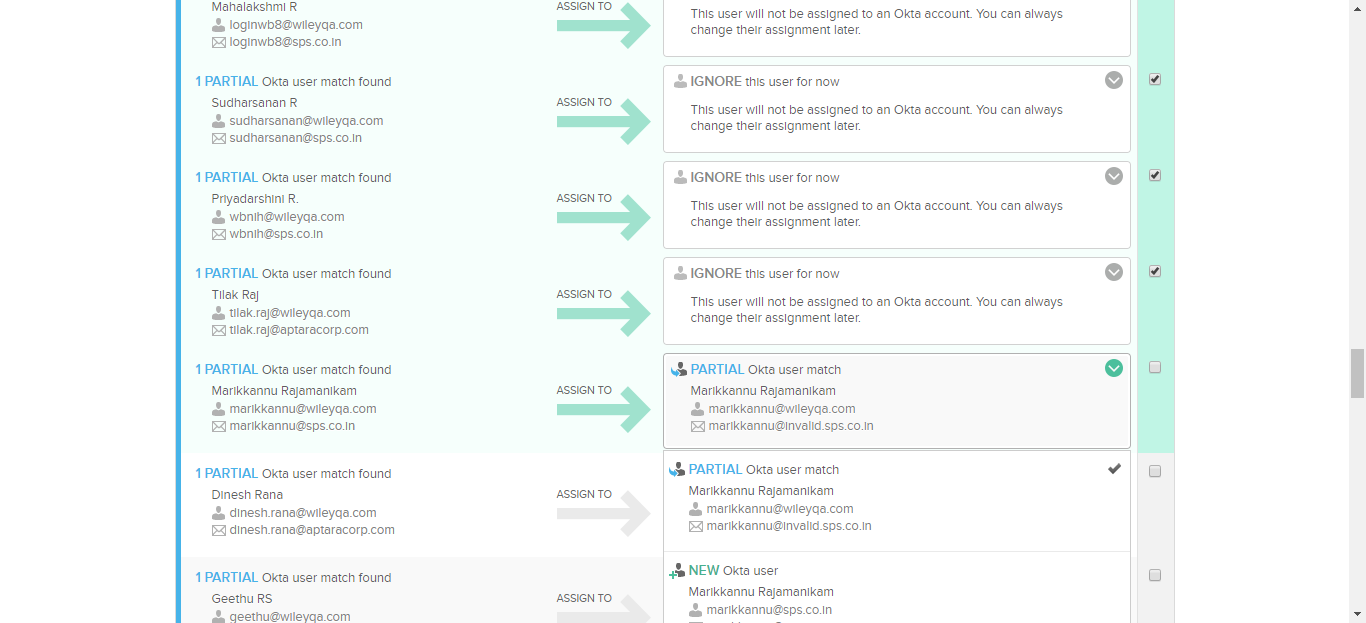 Mahalakshmi R
loginwb8@wileyqa.com
loginwb8@sps.co.in
ASSIGN TO
This user will not be assigned to an Okta account. You can always
change their assignment later.
1 PARTIAL Okta user match found
Sudharsanan R
sudharsanan@wileyqa.com
sudharsanan@sps.co.in
ASSIGN TO
IGNORE this user for now
This user will not be assigned to an Okta account. You can always
change their assignment later.
1 PARTIAL Okta user match found
Priyadarshini R.
wbnih@wileyqa.com
wbnih@sps.co.in
ASSIGN TO
IGNORE this user for now
This user will not be assigned to an Okta account. You can always
change their assignment later.
1 PARTIAL Okta user match found
Tilak Raj
tilak.raj@wileyqa.com
tilak.raj@aptaracorp.com
ASSIGN TO
IGNORE this user for now
This user will not be assigned to an Okta account. You can always
change their assignment later.
1 PARTIAL Okta user match found
Marikkannu Rajamanikam
marikkannu@wileyqa.com
marikkannu@sps.co.in
ASSIGN TO
PARTIAL Okta user match
Marikkannu Rajamanikam
marikkannu@wileyqa.com
marikkannu@invalid.sps.co.in
1 PARTIAL Okta user match found
Dinesh Rana
dinesh.rana@wileyqa.com
dinesh.rana@aptaracorp.com
ASSIGN TO
PARTIAL Okta user match
Marikkannu Rajamanikam
marikkannu@wileyqa.com
marikkannu@invalid.sps.co.in
1 PARTIAL Okta user match found
Geethu RS
geethu@wileyqa.com
ASSIGN TO
NEW Okta user
Marikkannu Rajamanikam
marikkannu@sps.co.in